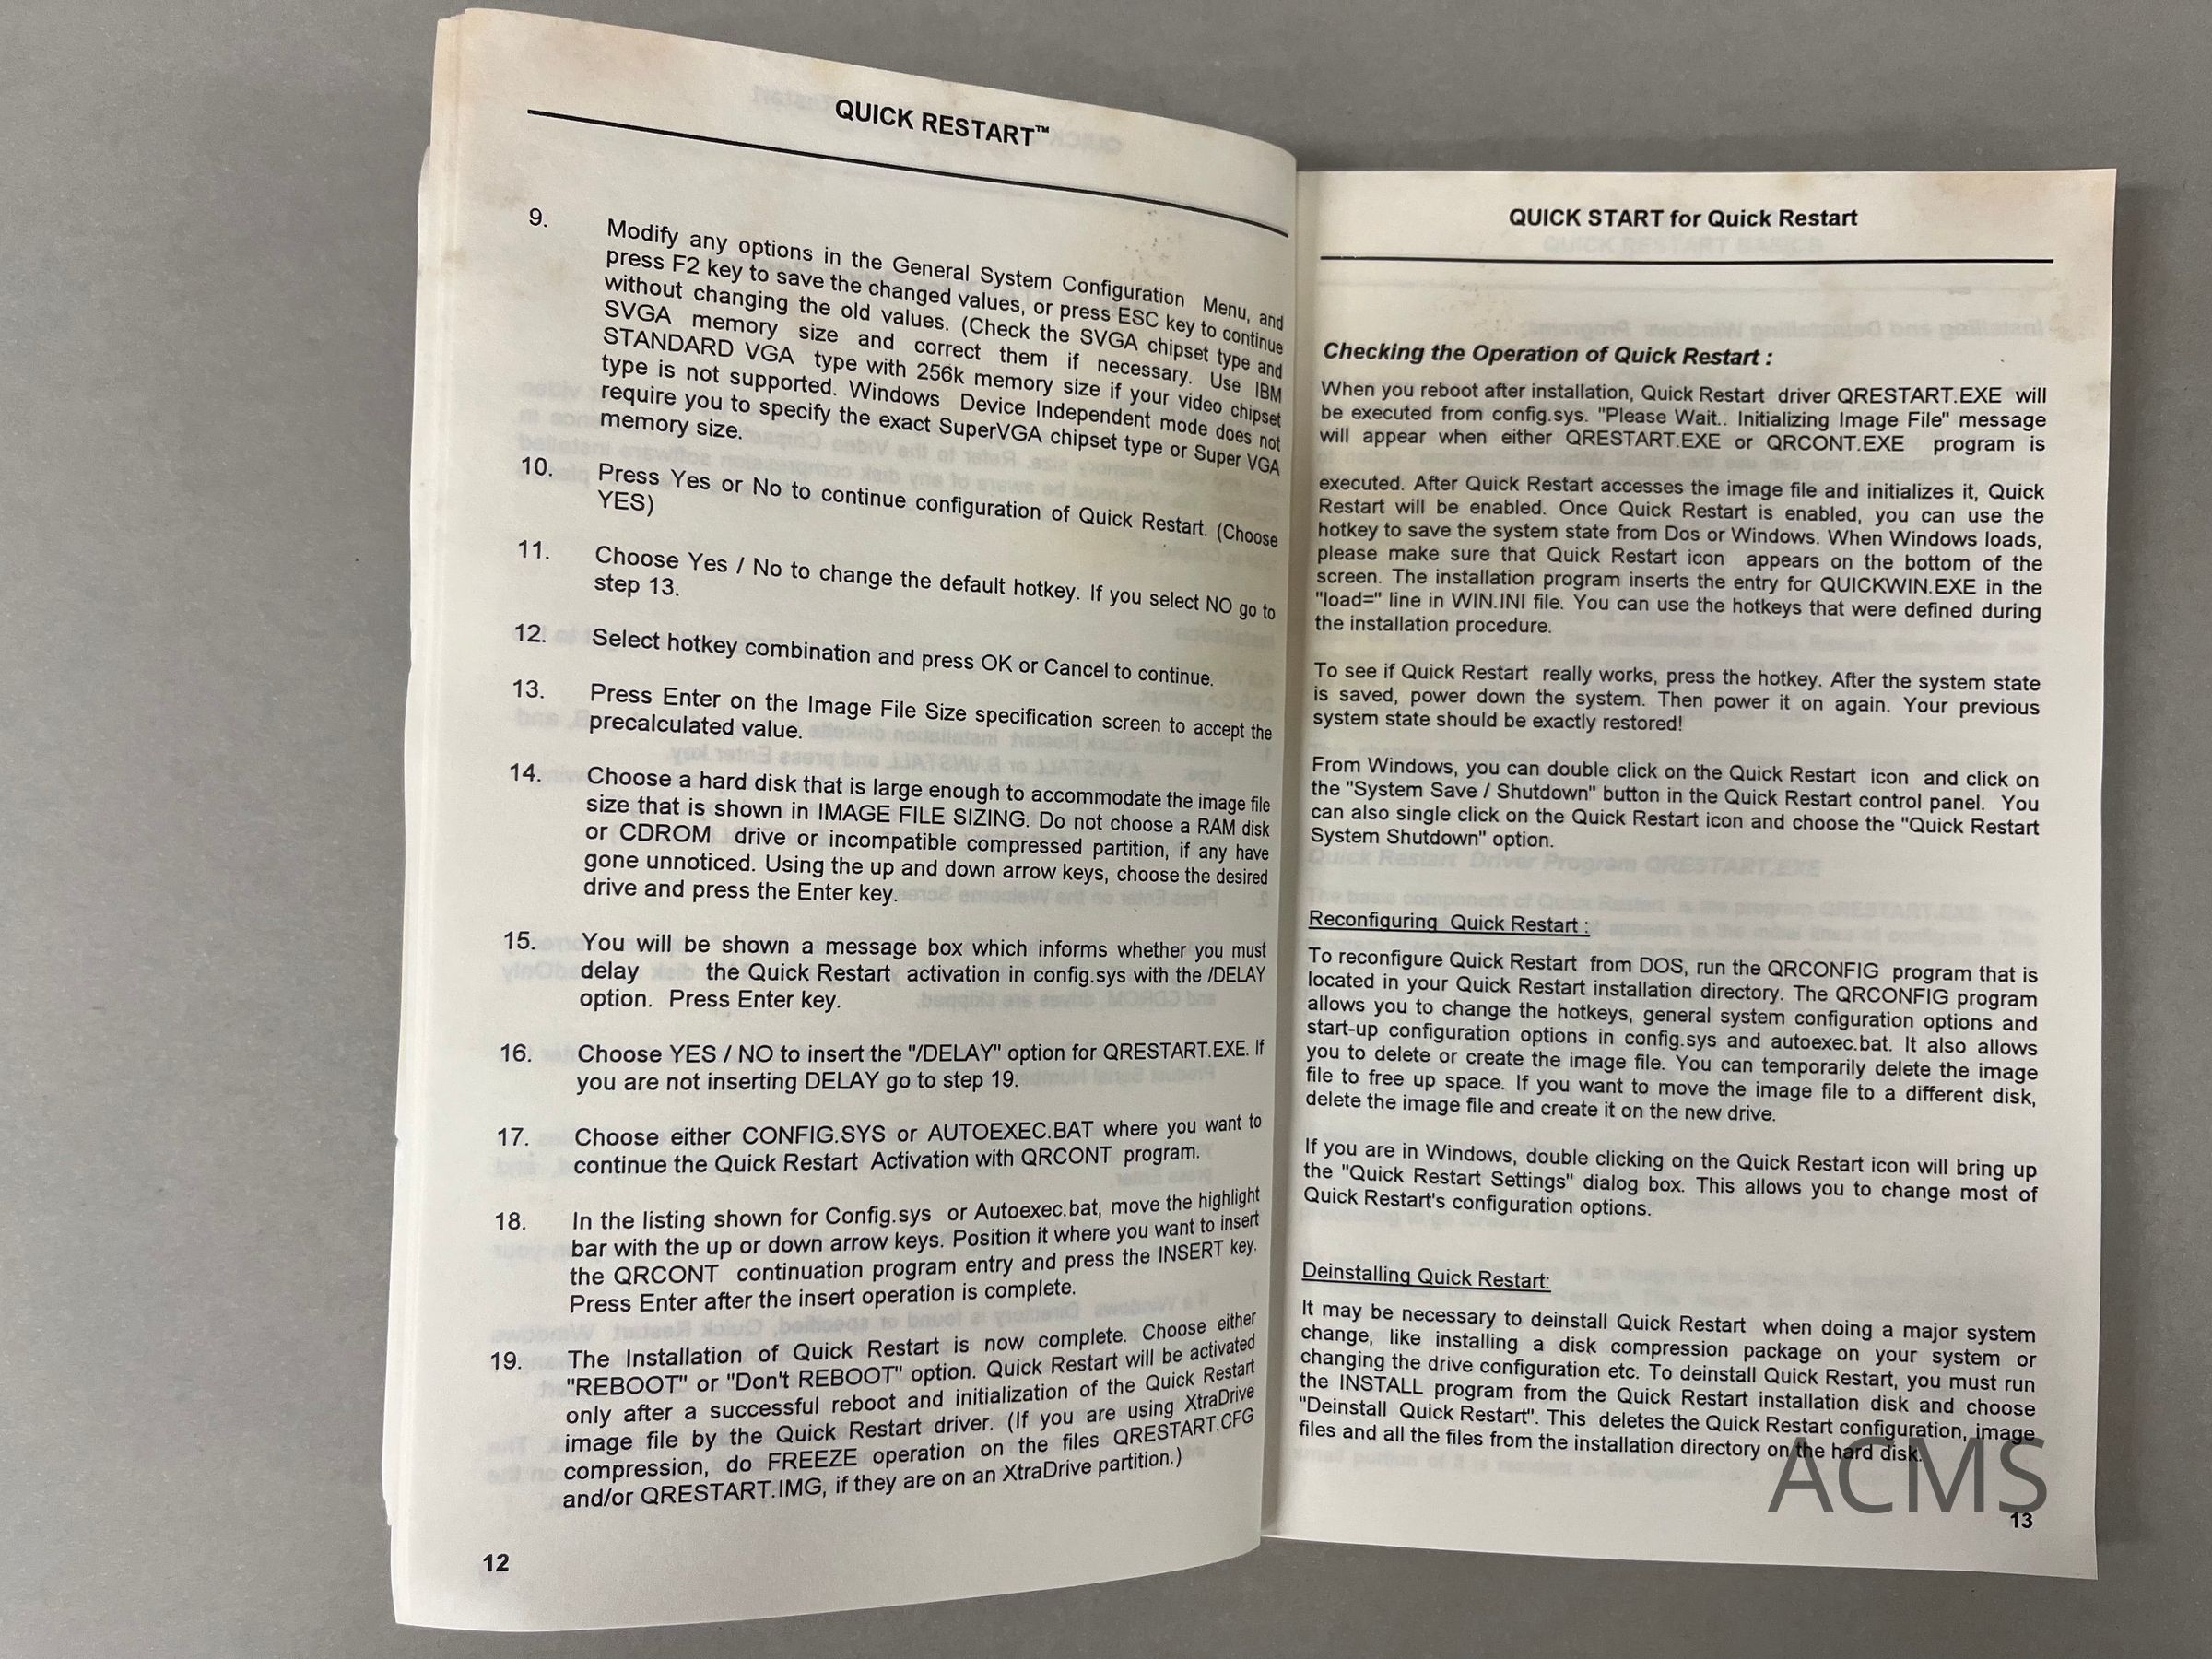 QUICK RESTART™
9. Modify any options in the General System Configuration Menu, and
press F2 key to save the changed values, or press ESC key to continue
without changing the old values. (Check the SVGA chipset type and
SVGA memory size and correct them if necessary. Use IBM
STANDARD VGA type with 256k memory size if your video chipset
type is not supported. Windows Device Independent mode does not
require you to specify the exact SuperVGA chipset type or Super VGA
memory size.
10. Press Yes or No to continue configuration of Quick Restart. (Choose
YES)
11. Choose Yes / No to change the default hotkey. If you select NO go to
step 13.
12. Select hotkey combination and press OK or Cancel to continue.
13. Press Enter on the Image File Size specification screen to accept the
precalculated value.
14. Choose a hard disk that is large enough to accommodate the image file
size that is shown in IMAGE FILE SIZING. Do not choose a RAM disk
or CDROM drive or incompatible compressed partition, if any have
gone unnoticed. Using the up and down arrow keys, choose the desired
drive and press the Enter key.
15. You will be shown a message box which informs whether you must
delay the Quick Restart activation in config.sys with the /DELAY
option. Press Enter key.
16. Choose YES / NO to insert the "/DELAY" option for QRESTART.EXE. If
you are not inserting DELAY go to step 19.
17. Choose either CONFIG.SYS or AUTOEXEC.BAT where you want to
continue the Quick Restart Activation with QRCONT program.
18. In the listing shown for Config.sys or Autoexec.bat, move the highlight
bar with the up or down arrow keys. Position it where you want to insert
the QRCONT continuation program entry and press the INSERT key.
Press Enter after the insert operation is complete.
19. The Installation of Quick Restart is now complete. Choose either
"REBOOT" or "Don't REBOOT" option. Quick Restart will be activated
only after a successful reboot and initialization of the Quick Restart
image file by the Quick Restart driver. (If you are using XtraDrive
compression, do FREEZE operation on the files QRESTART.CFG
and/or QRESTART.IMG, if they are on an XtraDrive partition.)
12
QUICK START for Quick Restart
Checking the Operation of Quick Restart :
When you reboot after installation, Quick Restart driver QRESTART.EXE will
be executed from config.sys. "Please Wait.. Initializing Image File" message
will appear when either QRESTART.EXE or QRCONT.EXE program is
executed. After Quick Restart accesses the image file and initializes it, Quick
Restart will be enabled. Once Quick Restart is enabled, you can use the
hotkey to save the system state from Dos or Windows. When Windows loads,
please make sure that Quick Restart icon appears on the bottom of the
screen. The installation program inserts the entry for QUICKWIN.EXE in the
"load=" line in WIN.INI file. You can use the hotkeys that were defined during
the installation procedure.
To see if Quick Restart really works, press the hotkey. After the system state
is saved, power down the system. Then power it on again. Your previous
system state should be exactly restored!
From Windows, you can double click on the Quick Restart icon and click on
the "System Save / Shutdown" button in the Quick Restart control panel. You
can also single click on the Quick Restart icon and choose the "Quick Restart
System Shutdown" option.
Reconfiguring Quick Restart :
To reconfigure Quick Restart from DOS, run the QRCONFIG program that is
located in your Quick Restart installation directory. The QRCONFIG program
allows you to change the hotkeys, general system configuration options and
start-up configuration options in config.sys and autoexec.bat. It also allows
you to delete or create the image file. You can temporarily delete the image
file to free up space. If you want to move the image file to a different disk,
delete the image file and create it on the new drive.
If you are in Windows, double clicking on the Quick Restart icon will bring up
the "Quick Restart Settings" dialog box. This allows you to change most of
Quick Restart's configuration options.
Deinstalling Quick Restart:
It may be necessary to deinstall Quick Restart when doing a major system
change, like installing a disk compression package on your system or
changing the drive configuration etc. To deinstall Quick Restart, you must run
the INSTALL program from the Quick Restart installation disk and choose
"Deinstall Quick Restart". This deletes the Quick Restart configuration, image
files and all the files from the installation directory on the hard disk.
ACMS
13